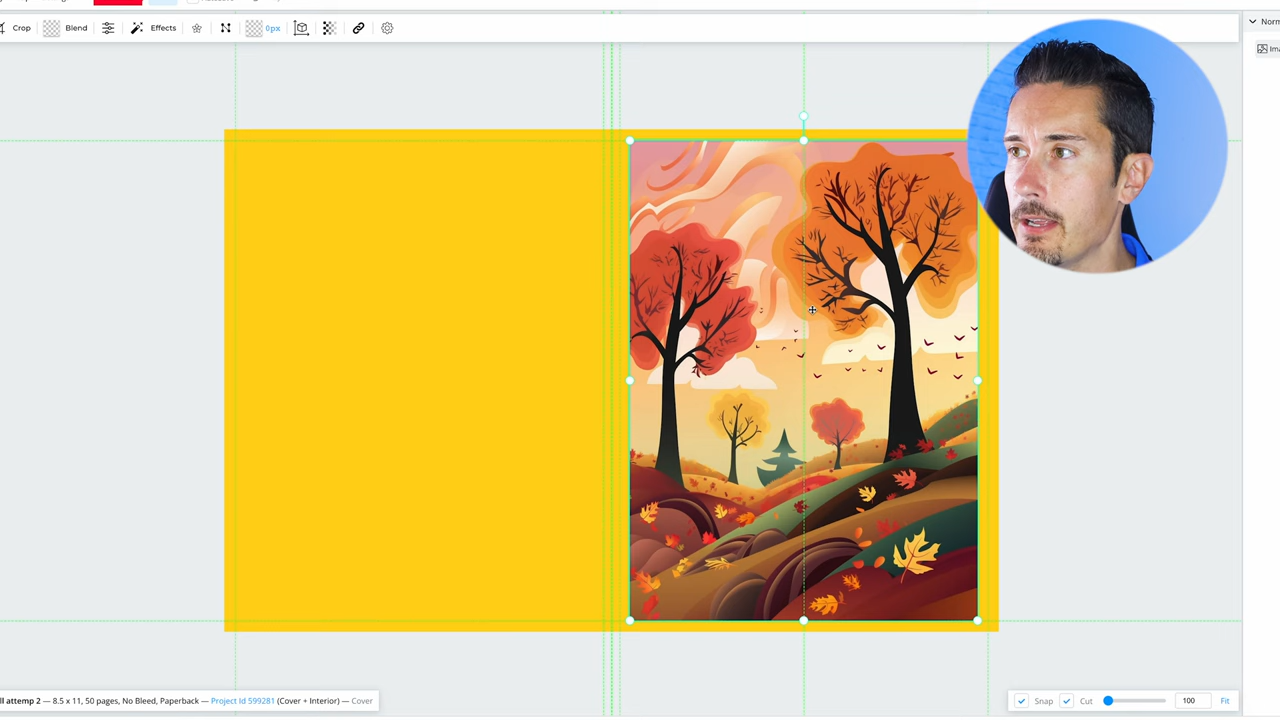 Crop Blend Effects 0px
Norm
Ima
ll attemp 2 — 8.5 x 11, 50 pages, No Bleed, Paperback — Project Id 599281 (Cover + Interior) — Cover
Snap Cut 100 Fit